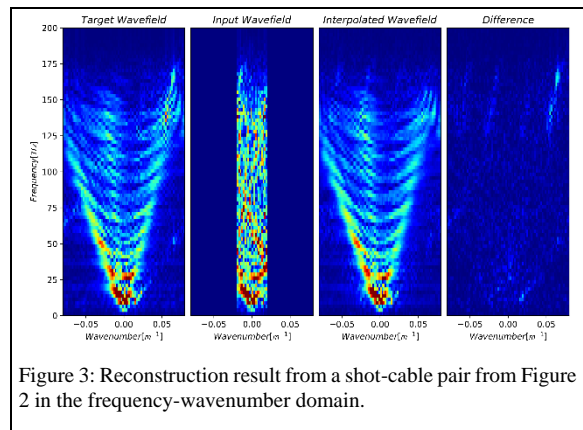 Target Wavefield Input Wavefield Interpolated Wavefield Difference
200
175
150
125
100
75
50
25
0
Frequency[1/s]
−0.05 0.00 0.05 −0.05 0.00 0.05 −0.05 0.00 0.05 −0.05 0.00 0.05
Wavenumber[m⁻¹] Wavenumber[m⁻¹] Wavenumber[m⁻¹] Wavenumber[m⁻¹]
Figure 3: Reconstruction result from a shot-cable pair from Figure
2 in the frequency-wavenumber domain.